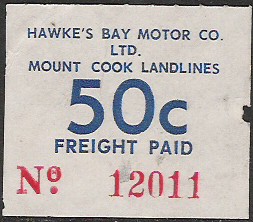 HAWKE'S BAY MOTOR CO.
LTD.
MOUNT COOK LANDLINES
50c
FREIGHT PAID
Nº 12011